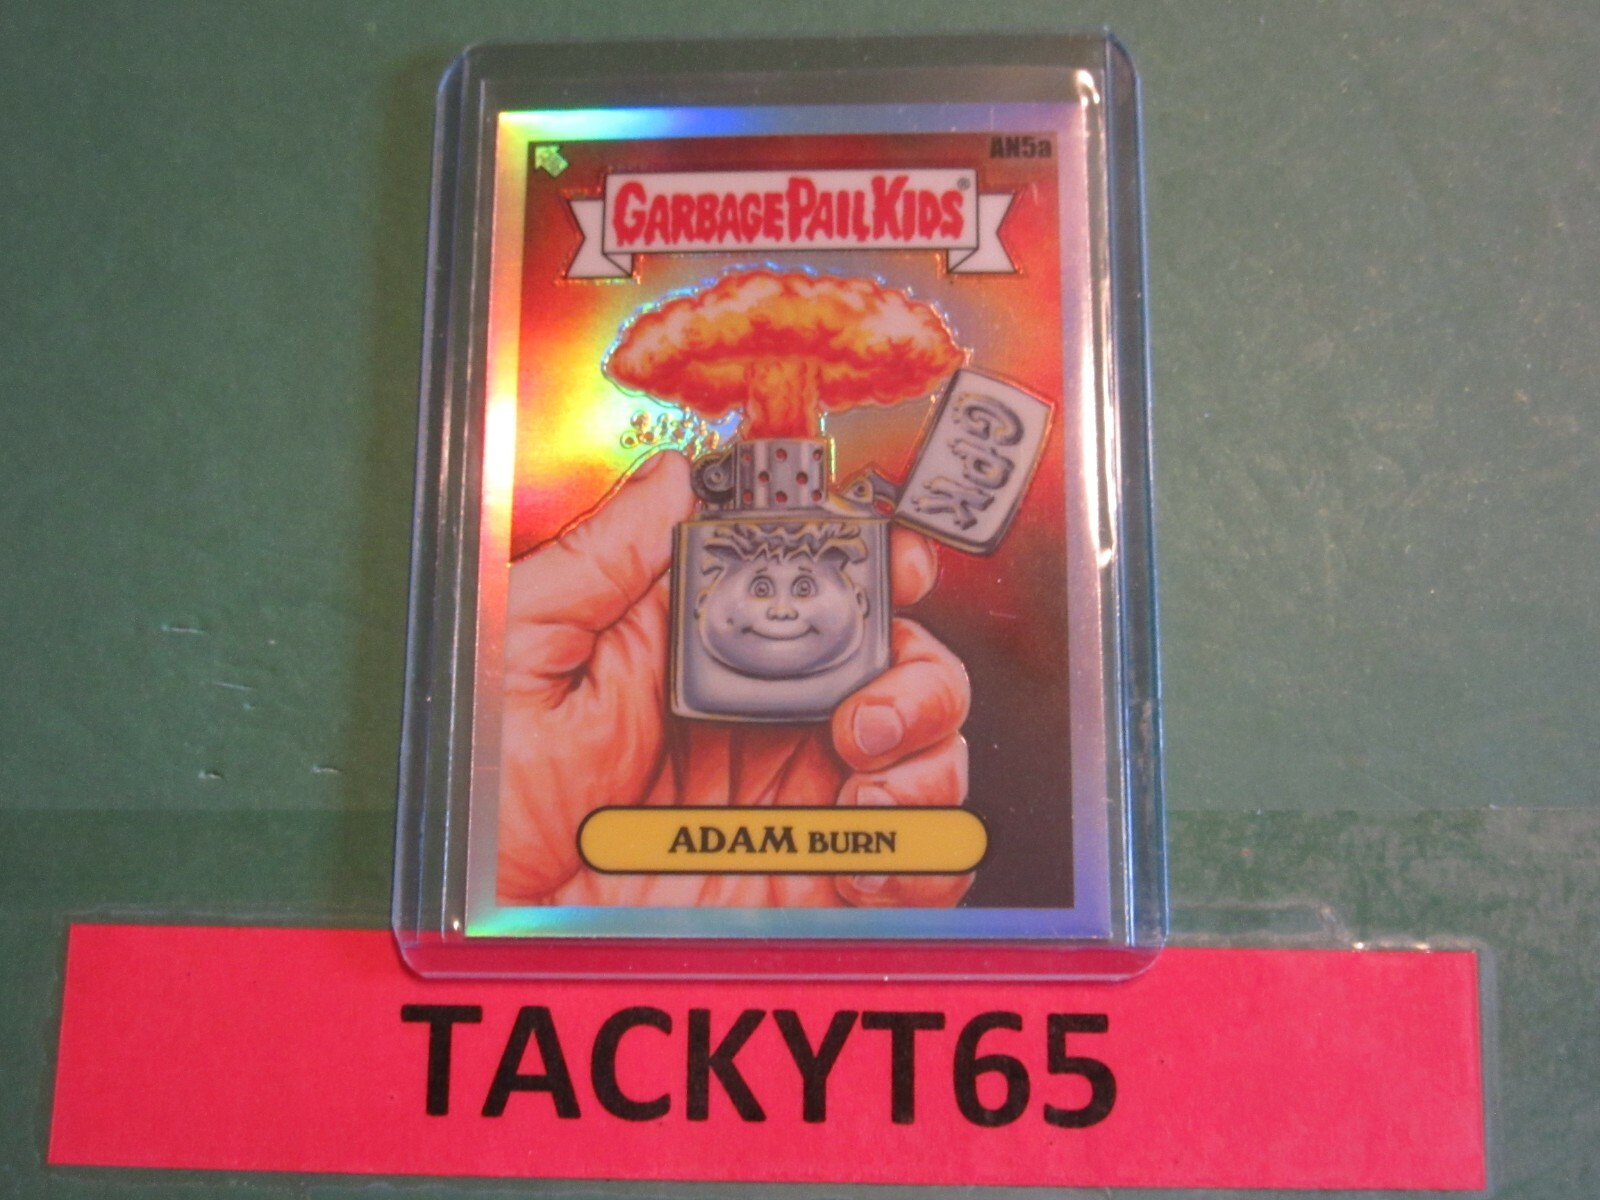 AN5a
GARBAGE PAIL KIDS®
GPK
ADAM BURN
TACKYT65